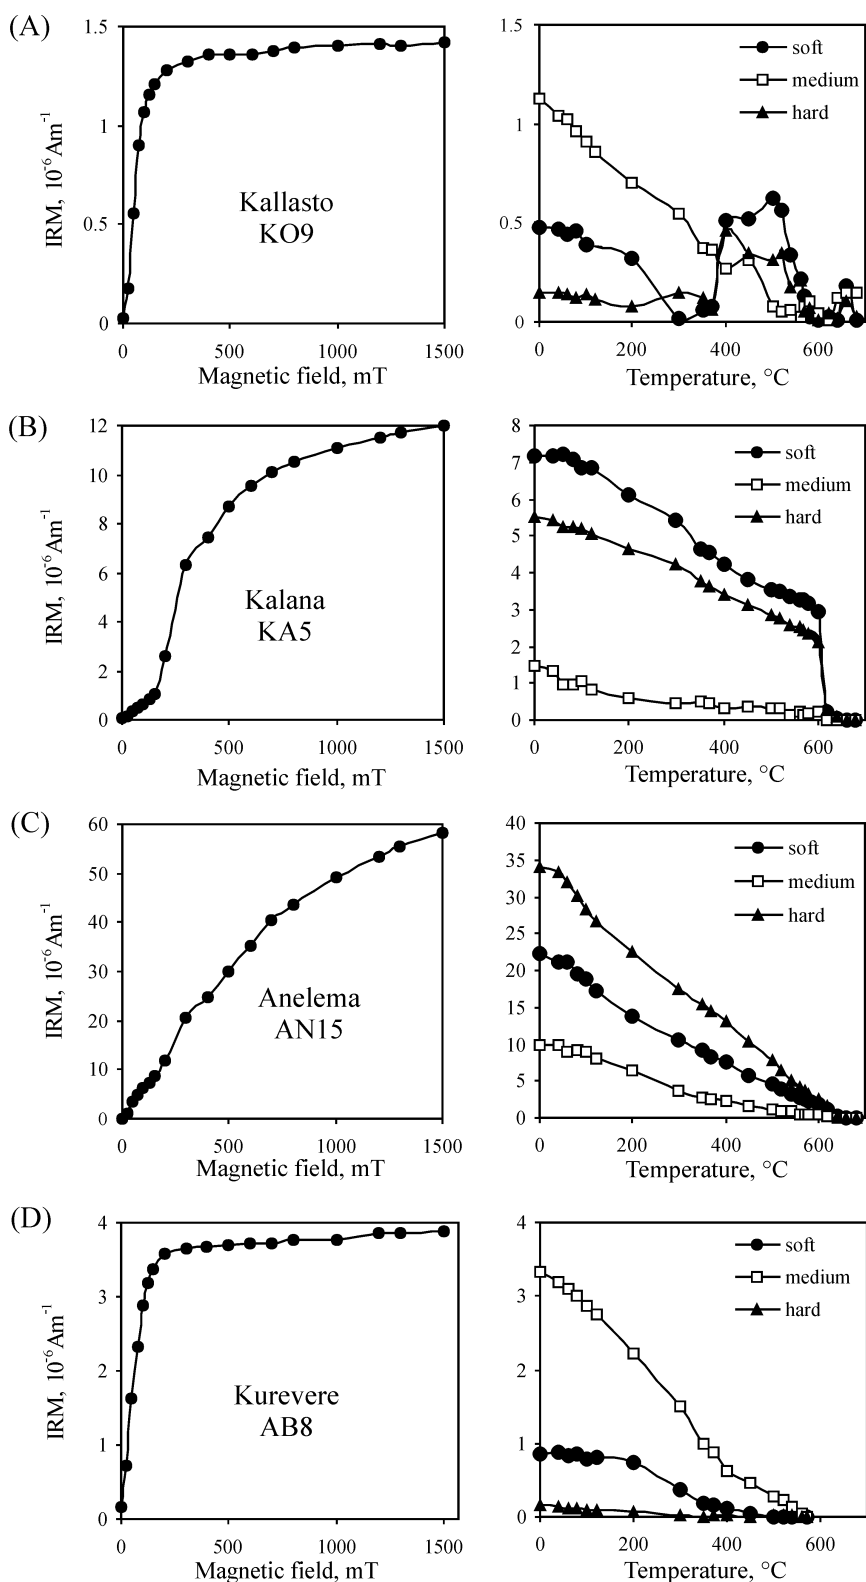 (A)
1.5
1
0.5
0
IRM, 10⁻⁶Am⁻¹
Kallasto
KO9
0 500 1000 1500
Magnetic field, mT
1.5
1
0.5
0
soft
medium
hard
0 200 400 600
Temperature, °C
(B)
12
10
8
6
4
2
0
IRM, 10⁻⁶Am⁻¹
Kalana
KA5
0 500 1000 1500
Magnetic field, mT
8
7
6
5
4
3
2
1
0
soft
medium
hard
0 200 400 600
Temperature, °C
(C)
60
50
40
30
20
10
0
IRM, 10⁻⁶Am⁻¹
Anelema
AN15
0 500 1000 1500
Magnetic field, mT
40
35
30
25
20
15
10
5
0
soft
medium
hard
0 200 400 600
Temperature, °C
(D)
4
3
2
1
0
IRM, 10⁻⁶Am⁻¹
Kurevere
AB8
0 500 1000 1500
Magnetic field, mT
4
3
2
1
0
soft
medium
hard
0 200 400 600
Temperature, °C